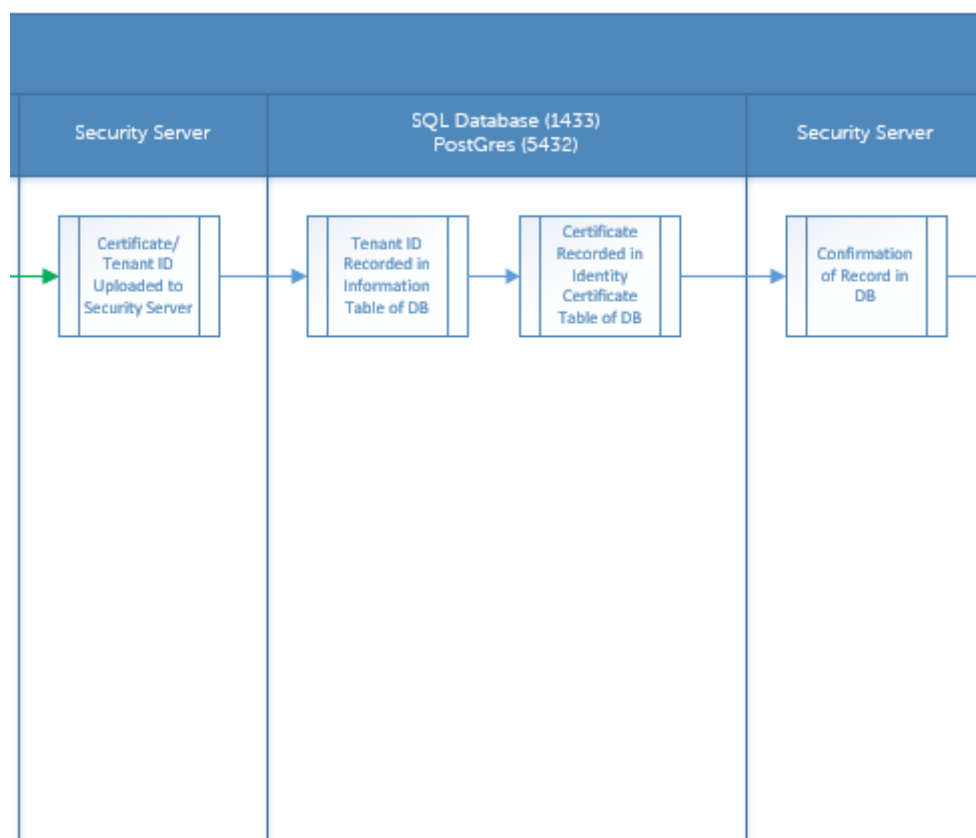 Security Server
SQL Database (1433)
PostGres (5432)
Security Server
Certificate/
Tenant ID
Uploaded to
Security Server
Tenant ID
Recorded in
Information
Table of DB
Certificate
Recorded in
Identity
Certificate
Table of DB
Confirmation
of Record in
DB